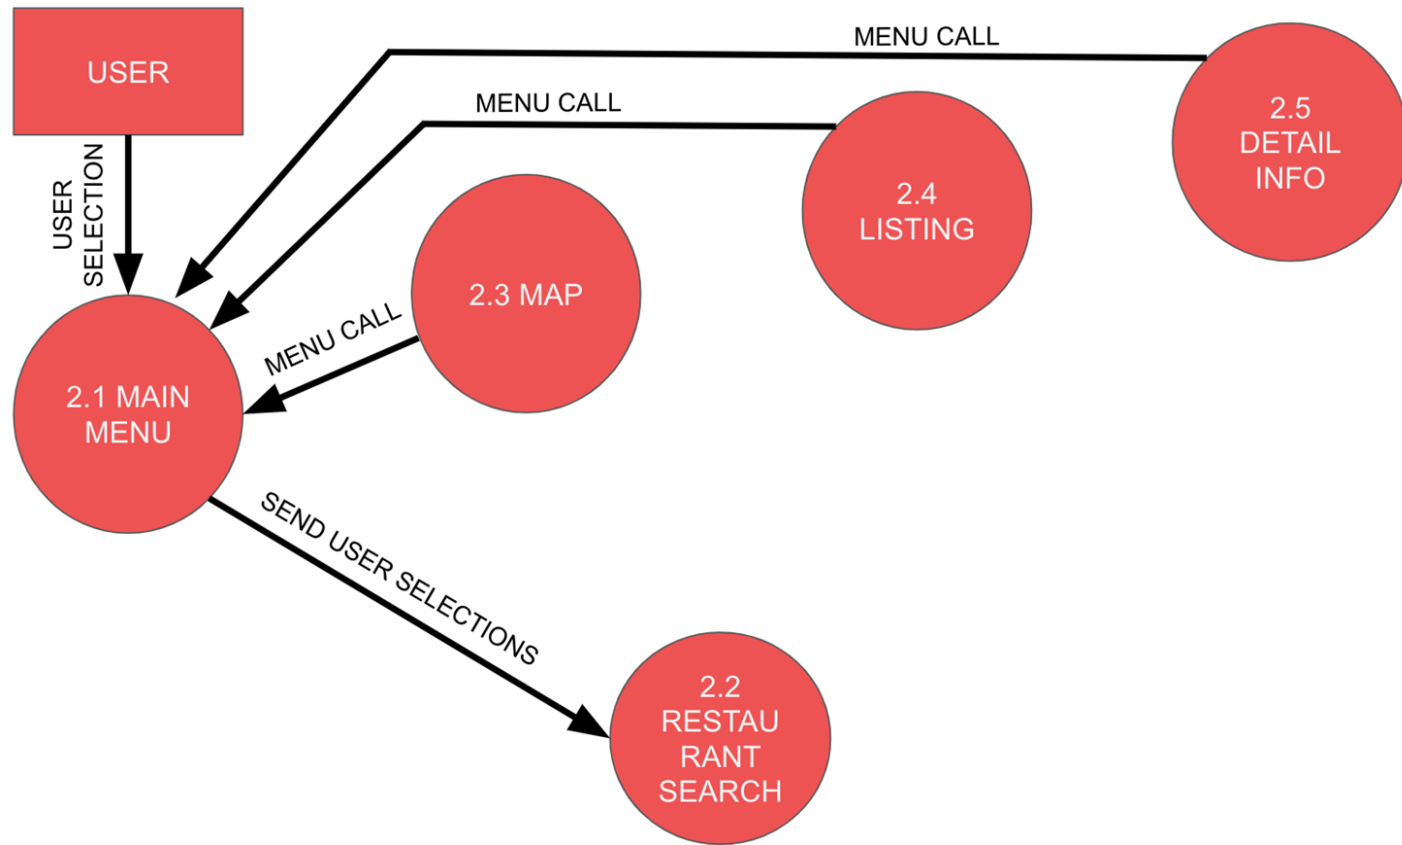 USER
MENU CALL
2.5
DETAIL
INFO
MENU CALL
2.4
LISTING
USER
SELECTION
2.3 MAP
MENU CALL
2.1 MAIN
MENU
SEND USER SELECTIONS
2.2
RESTAU
RANT
SEARCH